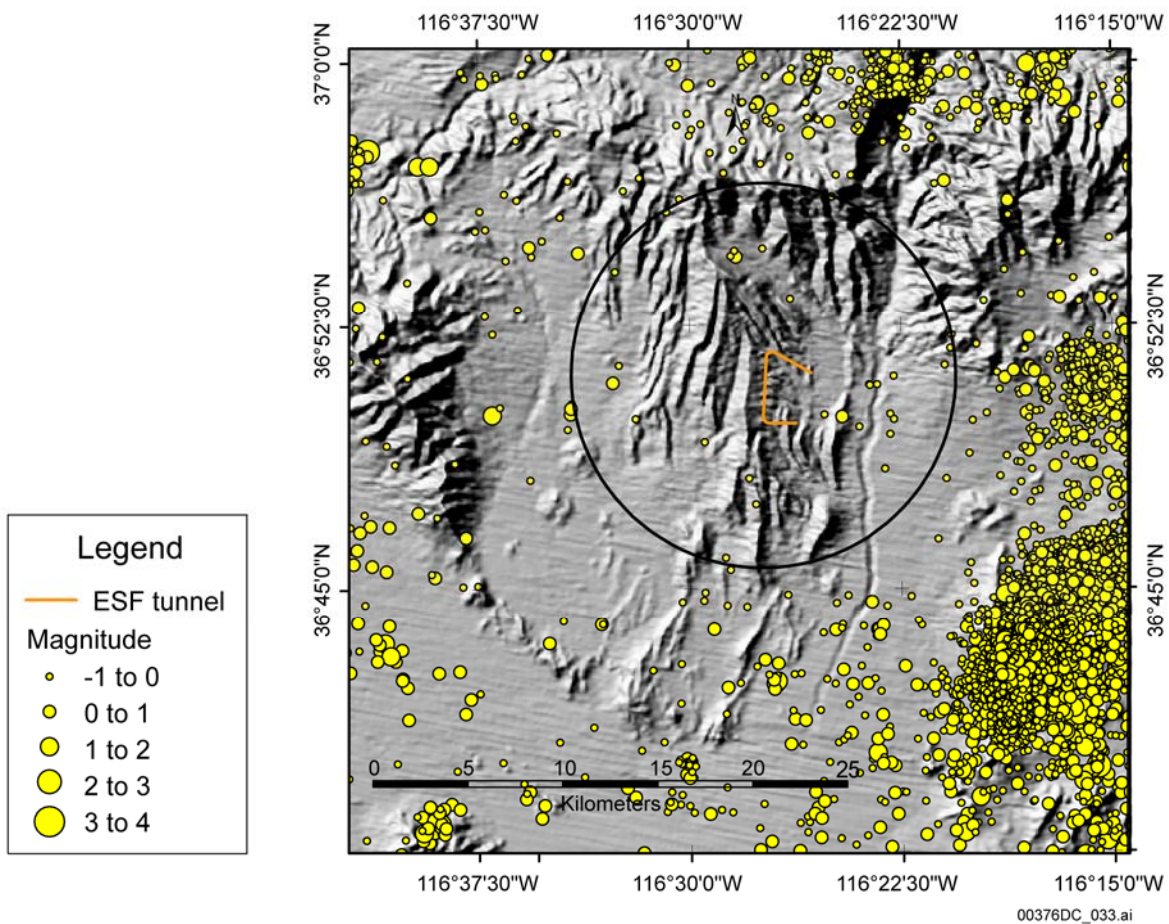 116°37'30"W 116°30'0"W 116°22'30"W 116°15'0"W
37°0'0"N
37°0'0"N
N
36°52'30"N
36°52'30"N
36°45'0"N
36°45'0"N
Legend
ESF tunnel
Magnitude
-1 to 0
0 to 1
1 to 2
2 to 3
3 to 4
0 5 10 15 20 25
Kilometers
116°37'30"W 116°30'0"W 116°22'30"W 116°15'0"W
00376DC_033.ai